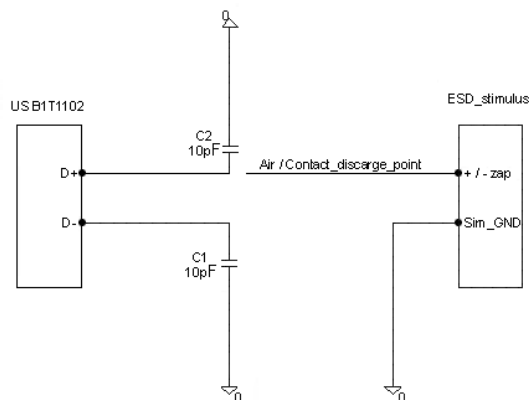 0
USB1T1102
ESD_stimulus
C2
10pF
Air / Contact_discarge_point
D+
+ / - zap
D-
Sim_GND
C1
10pF
0
0